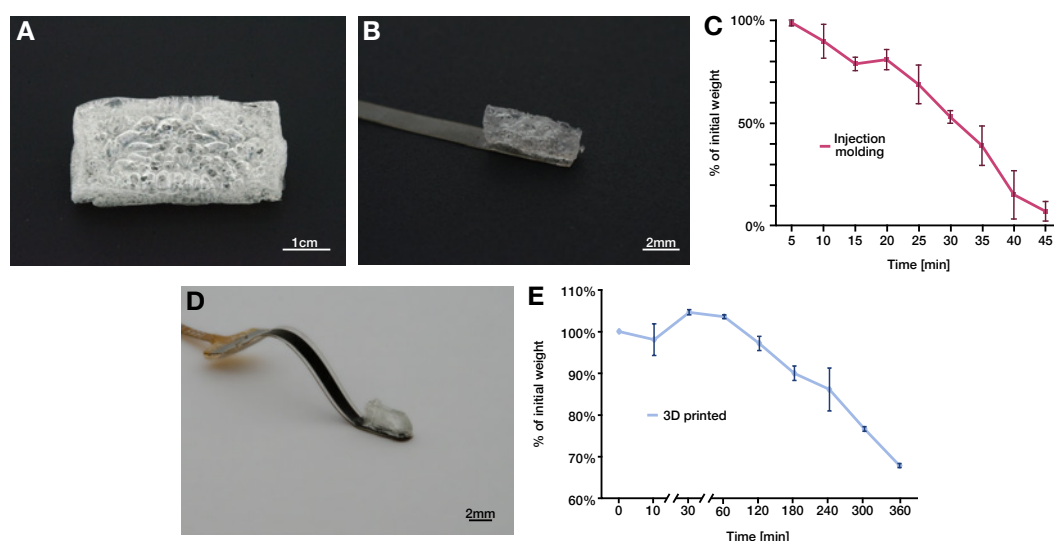 A
1cm
B
2mm
C
% of initial weight
100%
50%
0%
Injection
molding
5 10 15 20 25 30 35 40 45
Time [min]
D
2mm
E
% of initial weight
110%
100%
90%
80%
70%
60%
3D printed
0 10 30 60 120 180 240 300 360
Time [min]